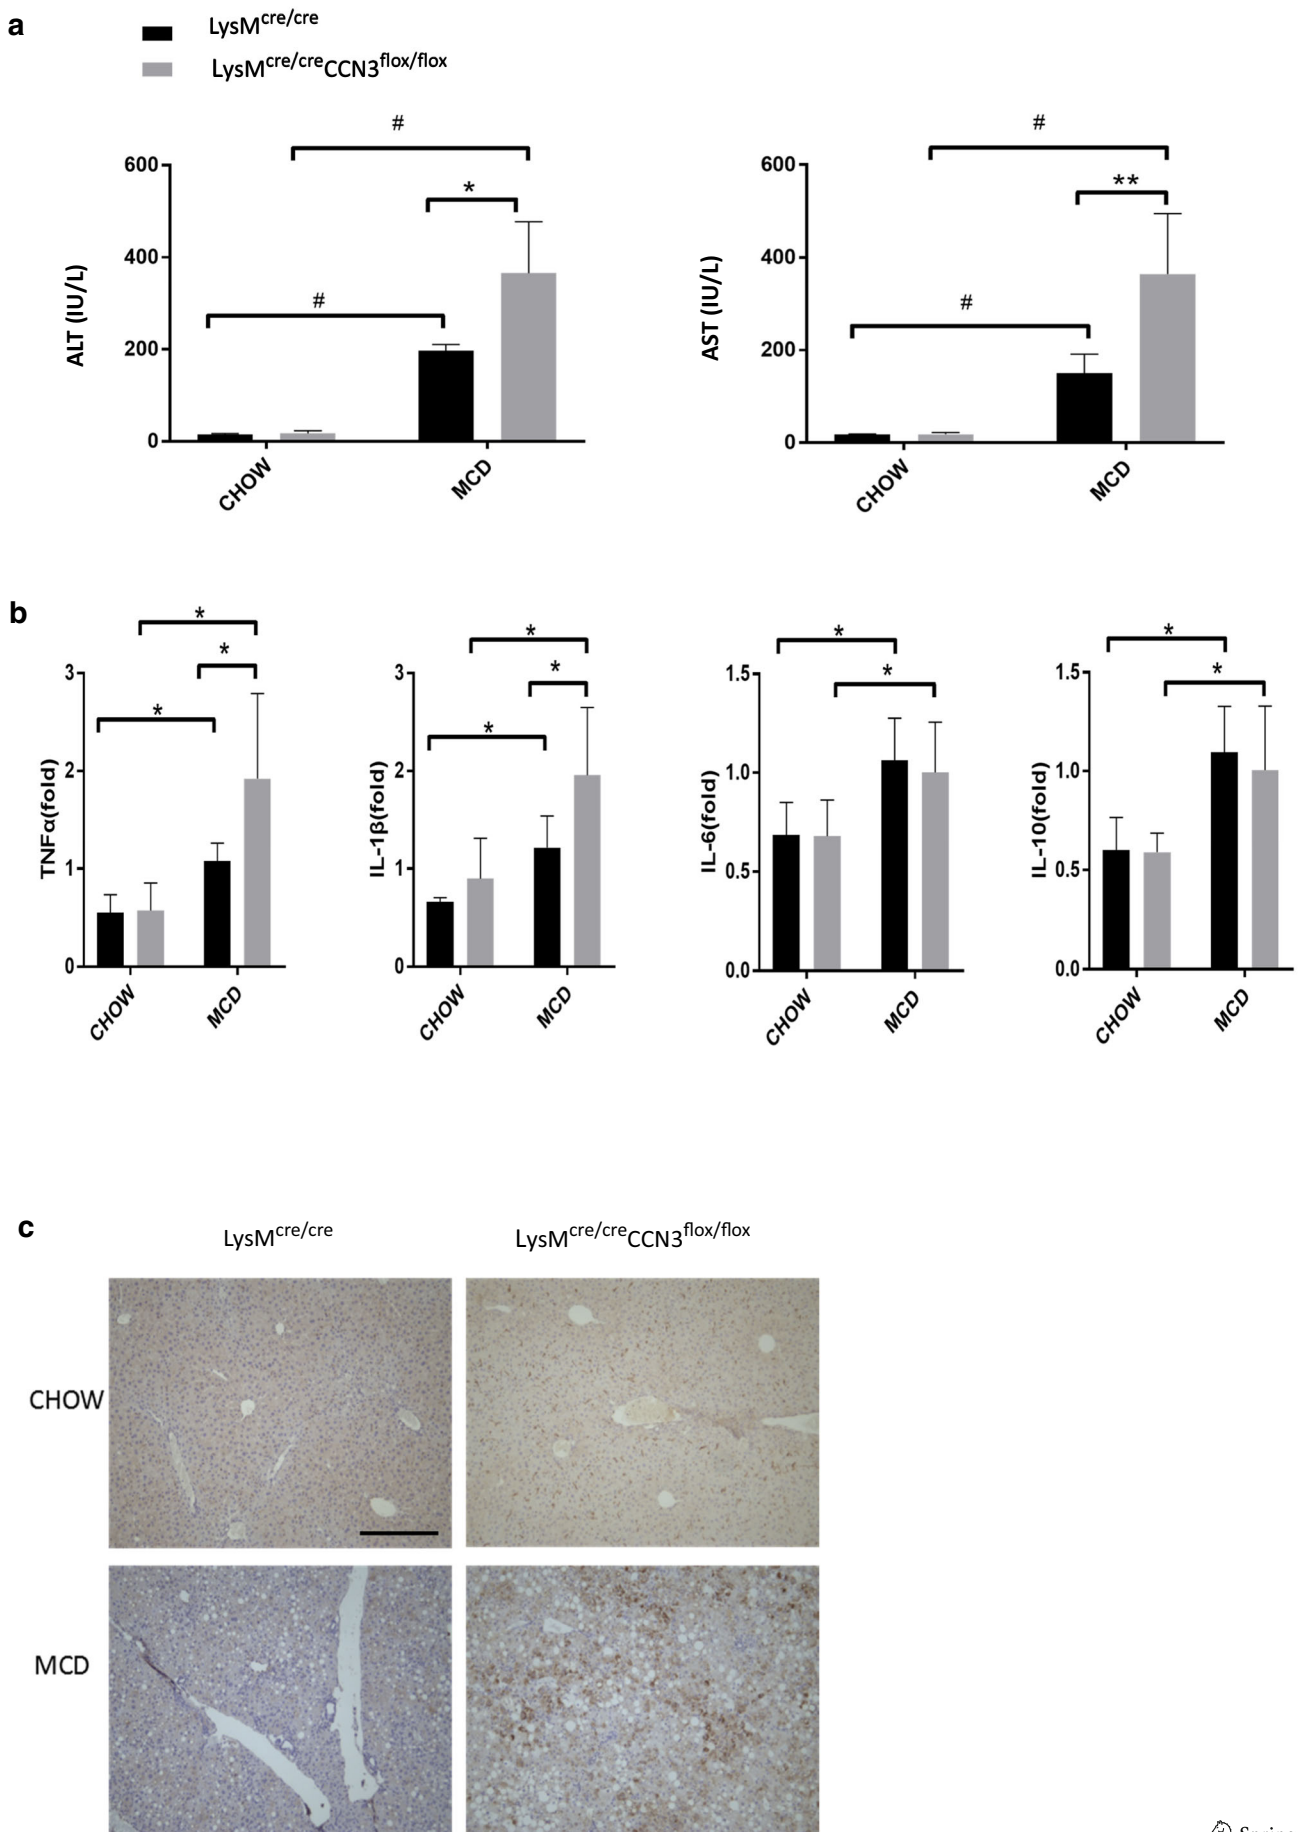 a
LysMcre/cre
LysMcre/creCCN3flox/flox
#
#
*
**
#
#
600
400
200
0
ALT (IU/L)
CHOW
MCD
600
400
200
0
AST (IU/L)
CHOW
MCD
b
*
*
*
3
2
1
0
TNFα(fold)
CHOW
MCD
*
*
*
3
2
1
0
IL-1β(fold)
CHOW
MCD
*
*
1.5
1.0
0.5
0.0
IL-6(fold)
CHOW
MCD
*
*
1.5
1.0
0.5
0.0
IL-10(fold)
CHOW
MCD
c
LysMcre/cre
LysMcre/creCCN3flox/flox
CHOW
MCD